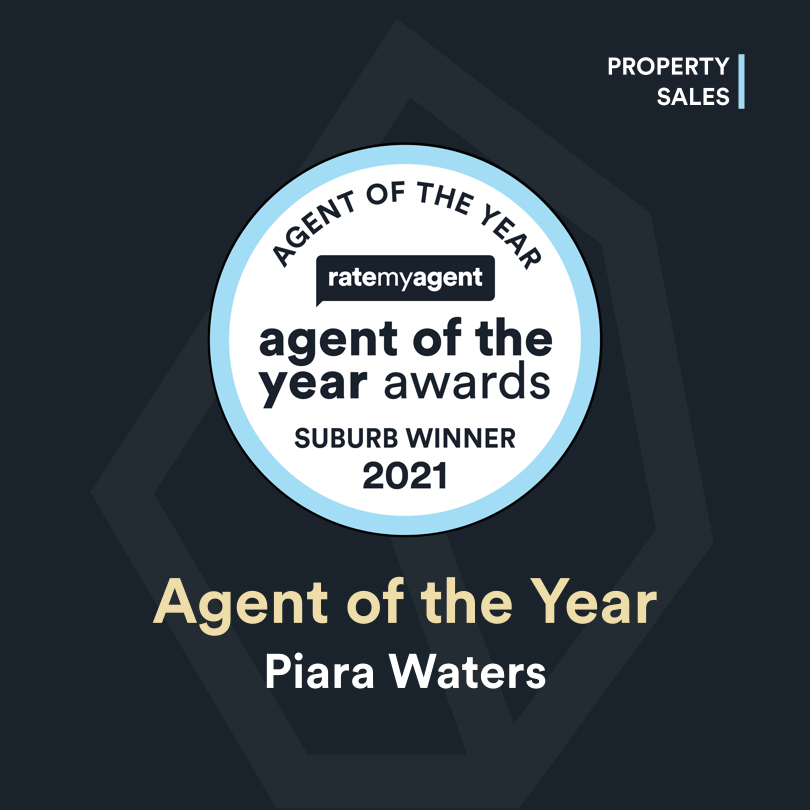 PROPERTY
SALES
AGENT OF THE YEAR
ratemyagent
agent of the
year awards
SUBURB WINNER
2021
Agent of the Year
Piara Waters